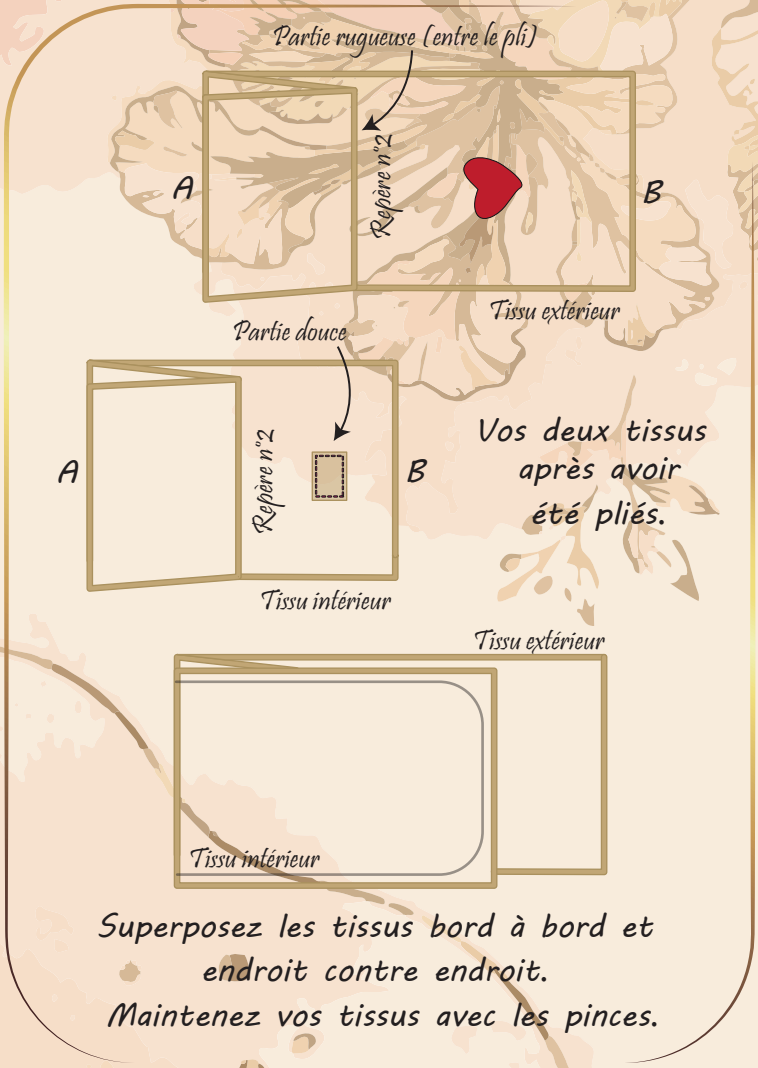 Partie rugueuse (entre le pli)
A
Repère n°2
B
Tissu extérieur
Partie douce
A
Repère n°2
B
Vos deux tissus
après avoir
été pliés.
Tissu intérieur
Tissu extérieur
Tissu intérieur
Superposez les tissus bord à bord et
endroit contre endroit.
Maintenez vos tissus avec les pinces.